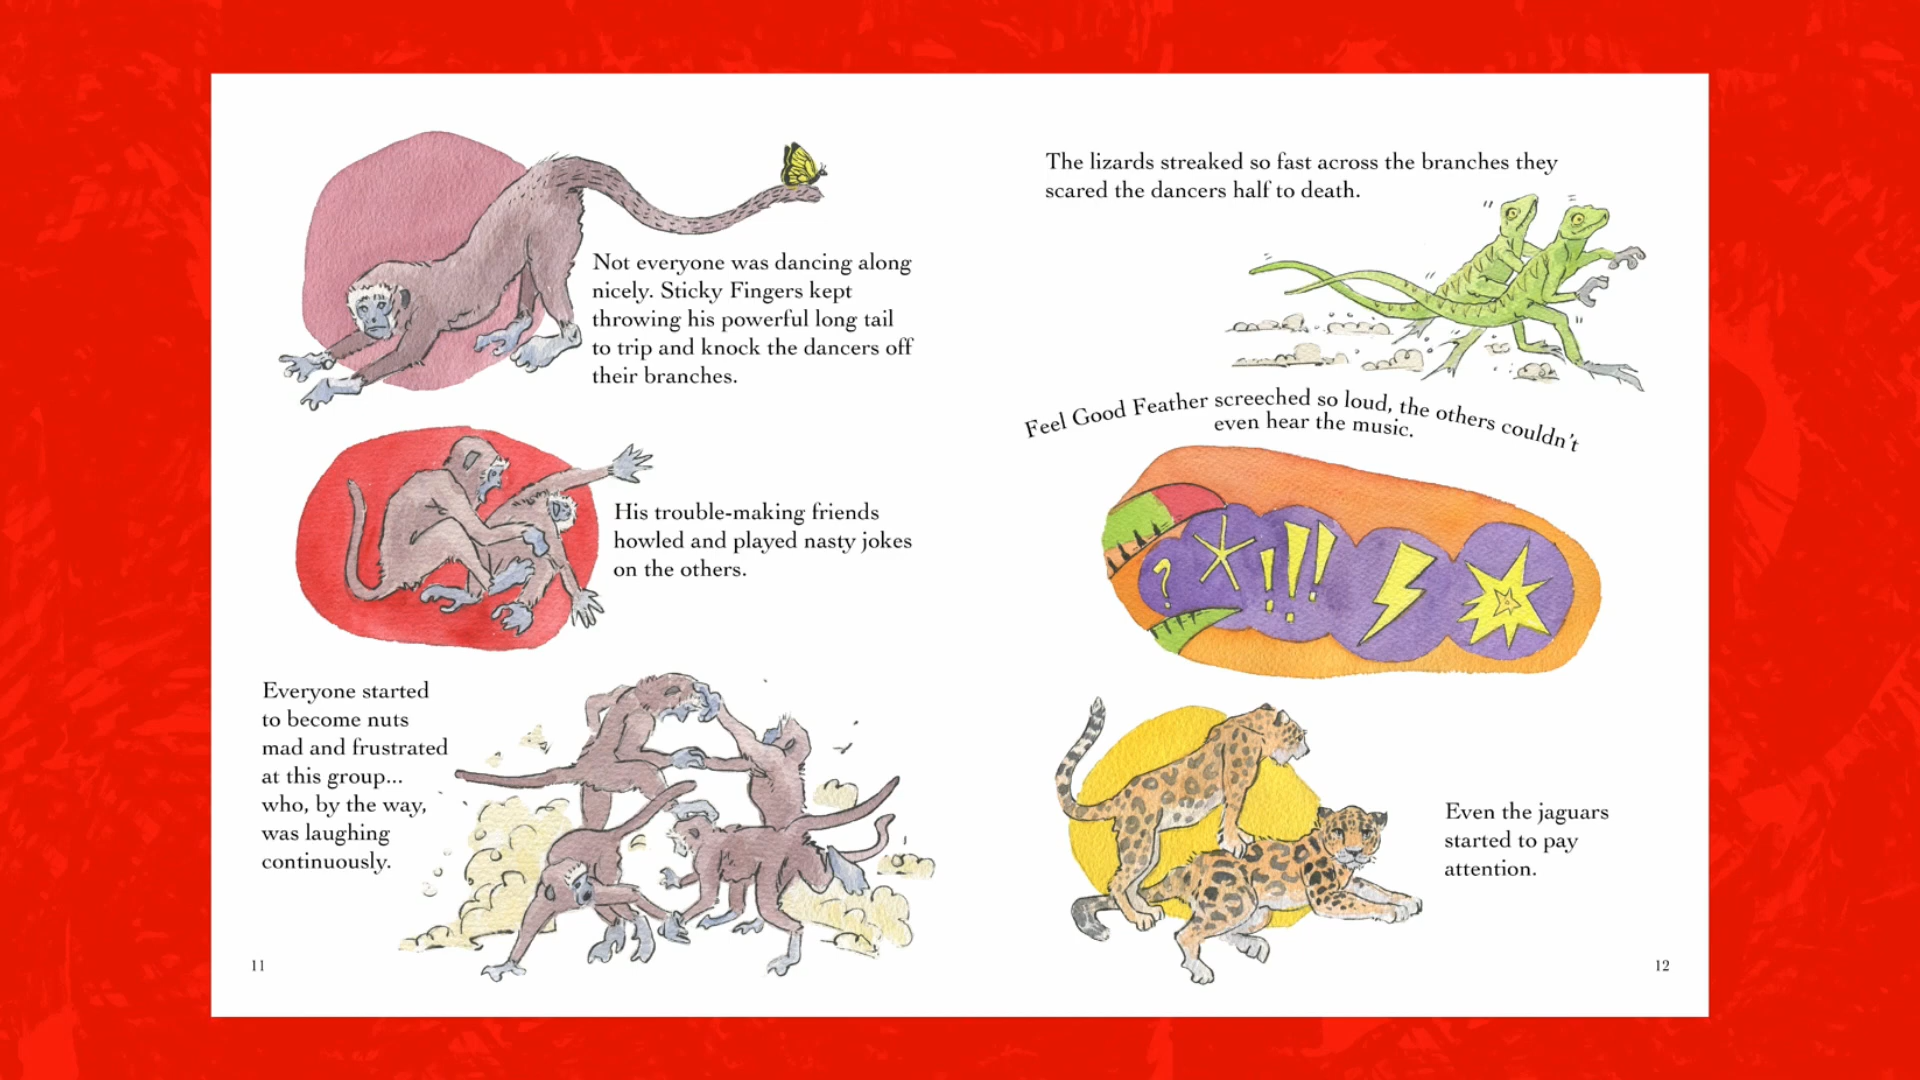 Not everyone was dancing along
nicely. Sticky Fingers kept
throwing his powerful long tail
to trip and knock the dancers off
their branches.
His trouble-making friends
howled and played nasty jokes
on the others.
Everyone started
to become nuts
mad and frustrated
at this group...
who, by the way,
was laughing
continuously.
11
The lizards streaked so fast across the branches they
scared the dancers half to death.
Feel Good Feather screeched so loud, the others couldn't
even hear the music.
? * ! ! !
Even the jaguars
started to pay
attention.
12